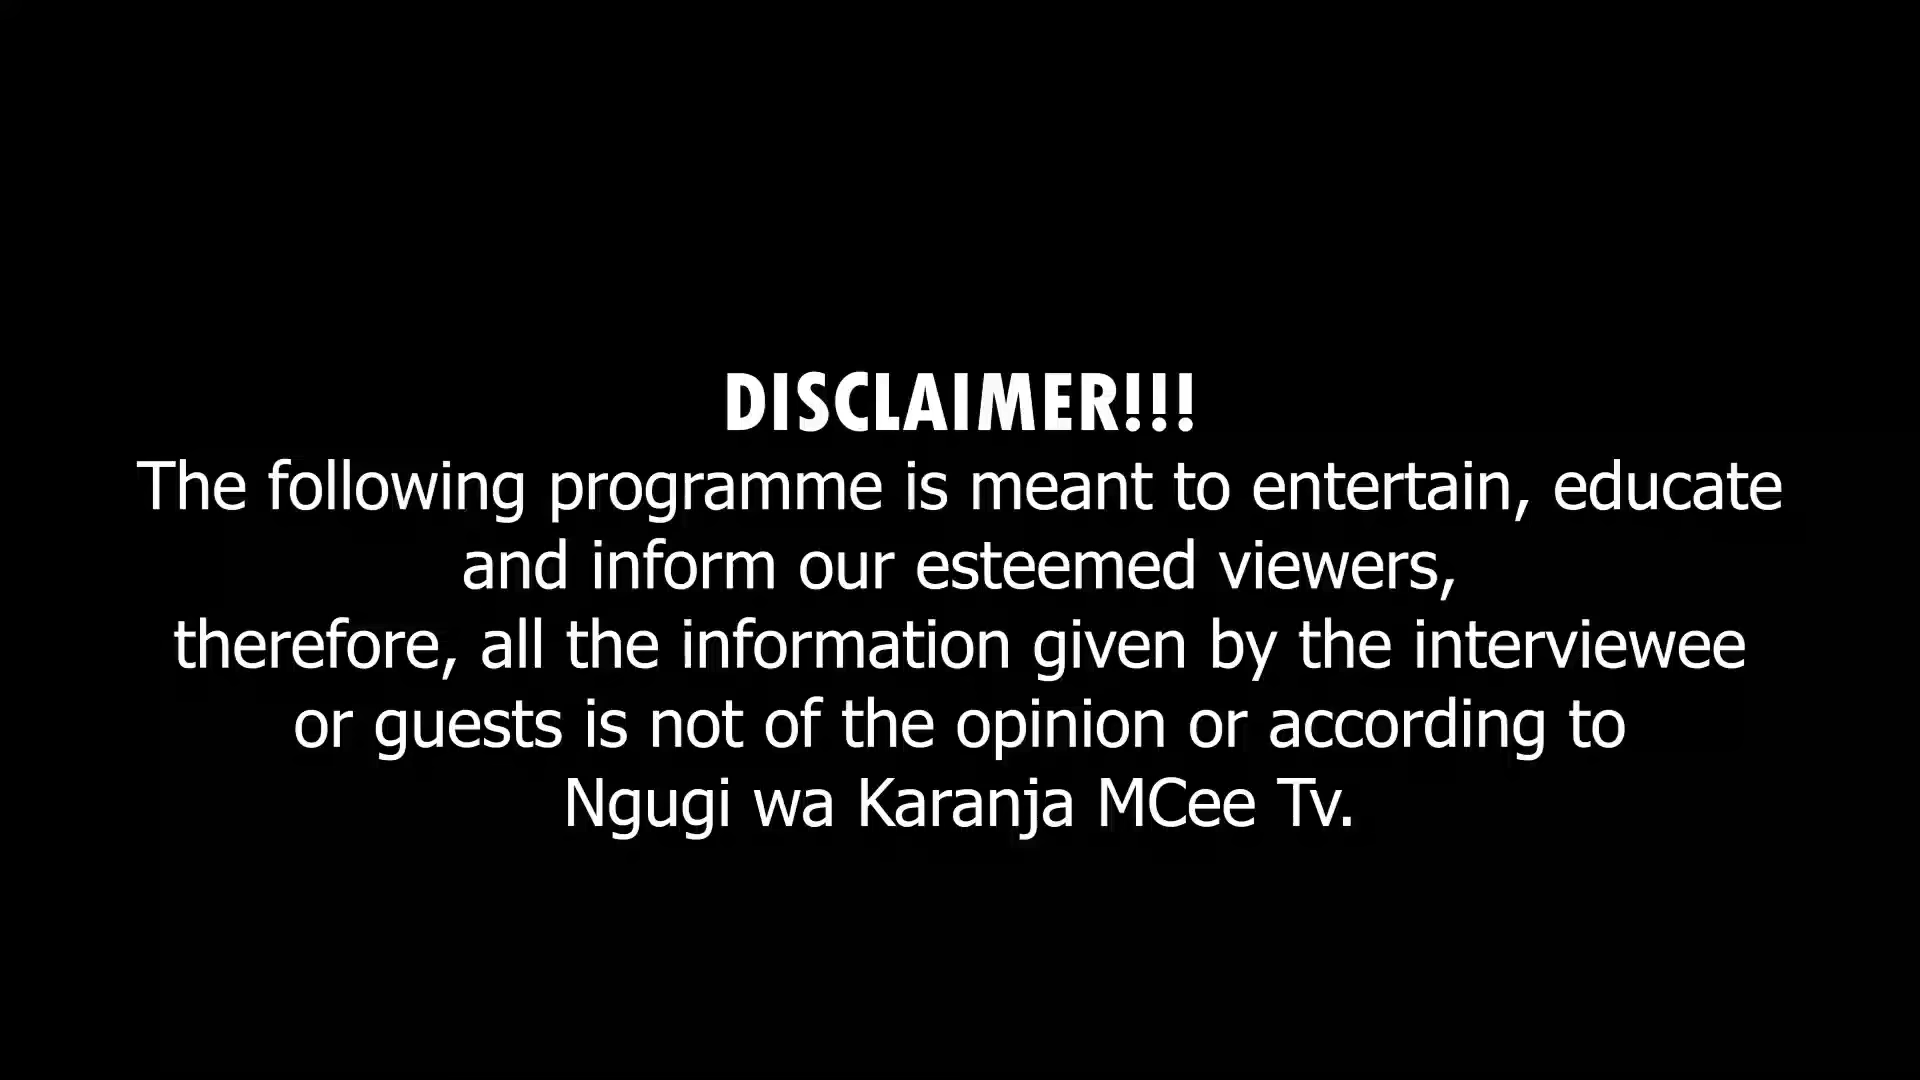 DISCLAIMER!!!
The following programme is meant to entertain, educate
and inform our esteemed viewers,
therefore, all the information given by the interviewee
or guests is not of the opinion or according to
Ngugi wa Karanja MCee Tv.